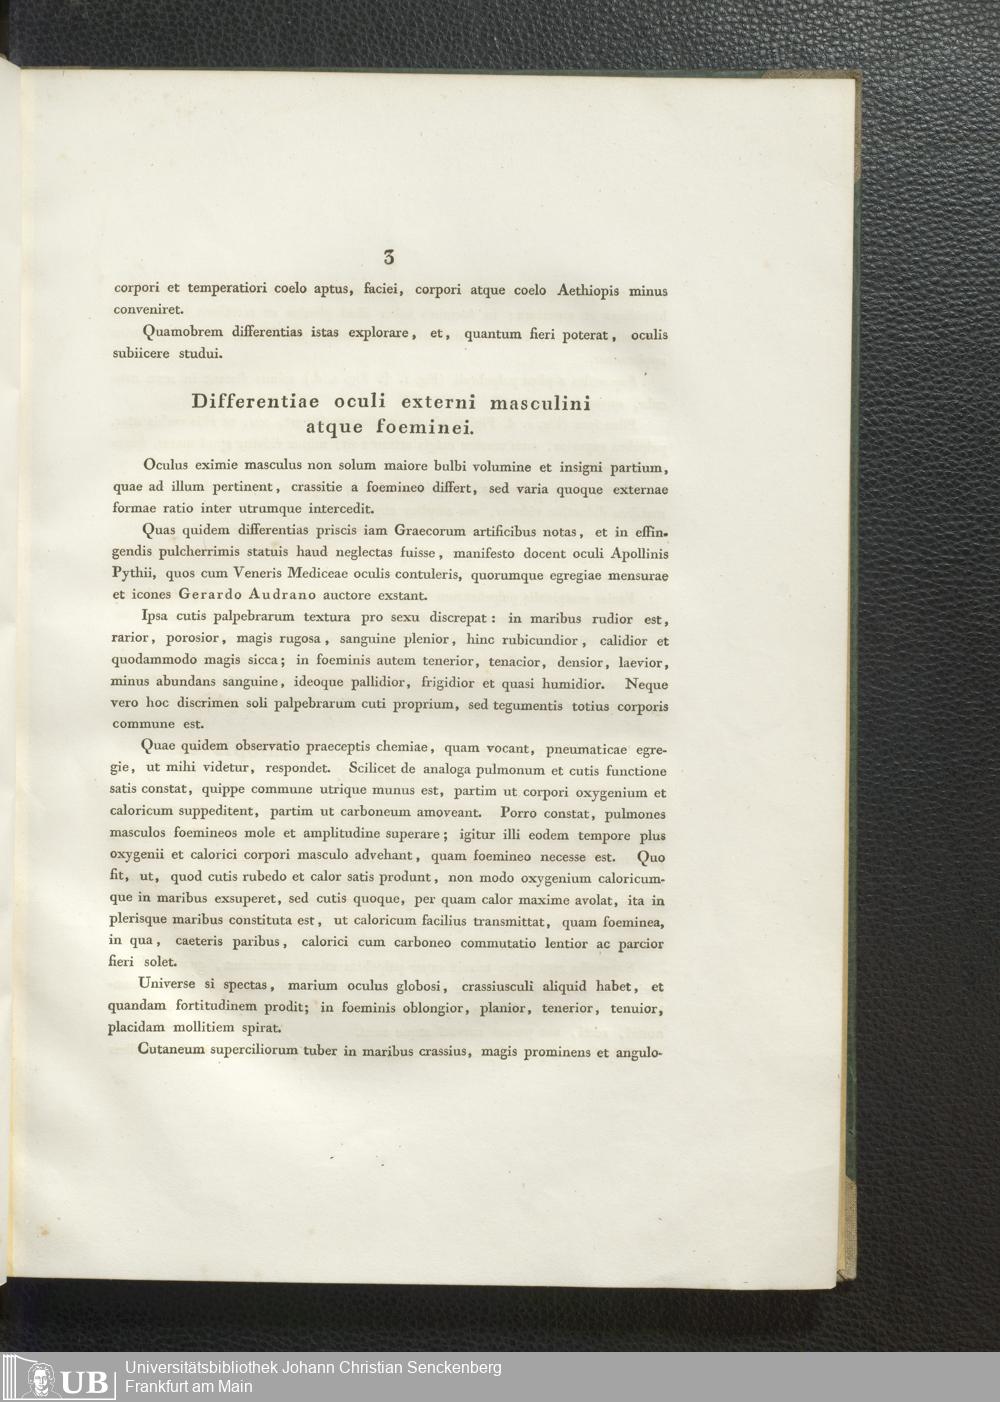 3
corpori et temperatiori coelo aptus, faciei, corpori atque coelo Aethiopis minus
conveniret.
Quamobrem differentias istas explorare, et, quantum fieri poterat, oculis
subiicere studui.
Differentiae oculi externi masculini
atque foeminei.
Oculus eximie masculus non solum maiore bulbi volumine et insigni partium,
quae ad illum pertinent, crassitie a foemineo differt, sed varia quoque externae
formae ratio inter utrumque intercedit.
Quas quidem differentias priscis iam Graecorum artificibus notas, et in effin-
gendis pulcherrimis statuis haud neglectas fuisse, manifesto docent oculi Apollinis
Pythii, quos cum Veneris Mediceae oculis contuleris, quorumque egregiae mensurae
et icones Gerardo Audrano auctore exstant.
Ipsa cutis palpebrarum textura pro sexu discrepat: in maribus rudior est,
rarior, porosior, magis rugosa, sanguine plenior, hinc rubicundior, calidior et
quodammodo magis sicca; in foeminis autem tenerior, tenacior, densior, laevior,
minus abundans sanguine, ideoque pallidior, frigidior et quasi humidior. Neque
vero hoc discrimen soli palpebrarum cuti proprium, sed tegumentis totius corporis
commune est.
Quae quidem observatio praeceptis chemiae, quam vocant, pneumaticae egre-
gie, ut mihi videtur, respondet. Scilicet de analoga pulmonum et cutis functione
satis constat, quippe commune utrique munus est, partim ut corpori oxygenium et
caloricum suppeditent, partim ut carboneum amoveant. Porro constat, pulmones
masculos foemineos mole et amplitudine superare; igitur illi eodem tempore plus
oxygenii et calorici corpori masculo advehant, quam foemineo necesse est. Quo
fit, ut, quod cutis rubedo et calor satis produnt, non modo oxygenium caloricum-
que in maribus exsuperet, sed cutis quoque, per quam calor maxime avolat, ita in
plerisque maribus constituta est, ut caloricum facilius transmittat, quam foeminea,
in qua, caeteris paribus, calorici cum carboneo commutatio lentior ac parcior
fieri solet.
Universe si spectas, marium oculus globosi, crassiusculi aliquid habet, et
quandam fortitudinem prodit; in foeminis oblongior, planior, tenerior, tenuior,
placidam mollitiem spirat.
Cutaneum superciliorum tuber in maribus crassius, magis prominens et angulo-
UB
Universitätsbibliothek Johann Christian Senckenberg
Frankfurt am Main